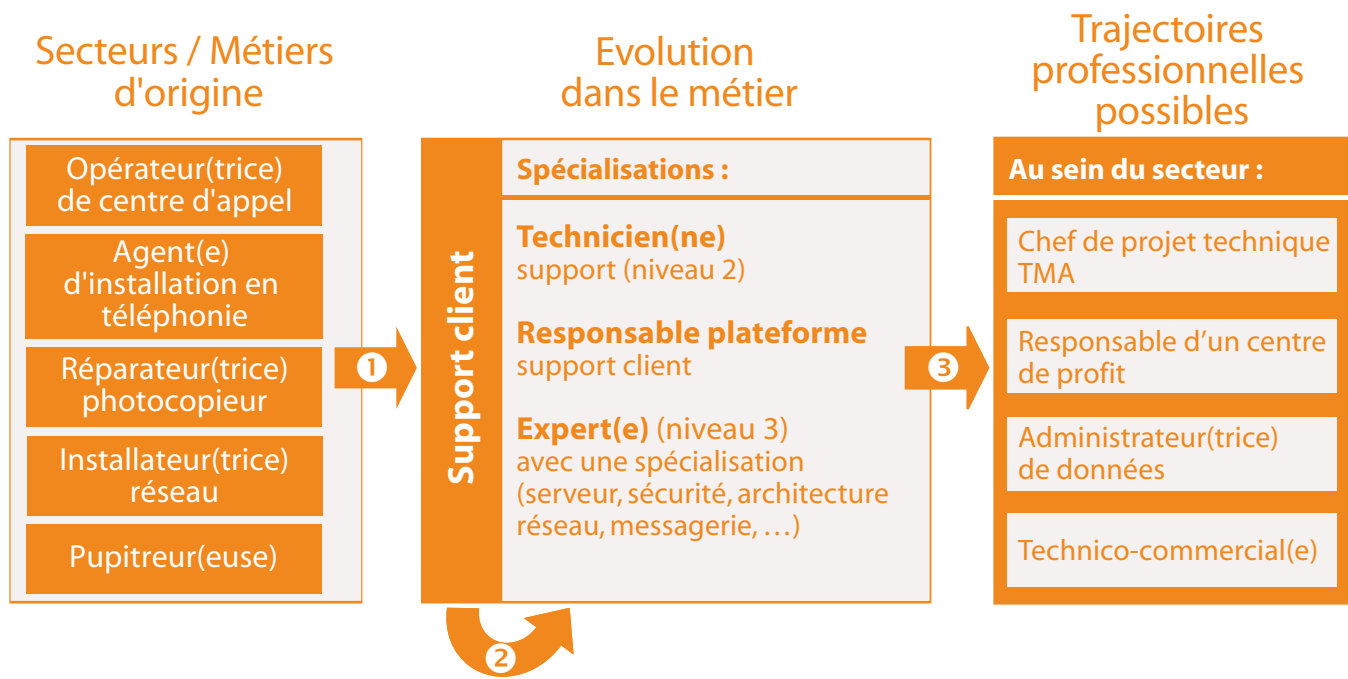 Secteurs / Métiers
d'origine
Opérateur(trice)
de centre d'appel
Agent(e)
d'installation en
téléphonie
Réparateur(trice)
photocopieur
Installateur(trice)
réseau
Pupitreur(euse)
1
Evolution
dans le métier
Support client
Spécialisations :
Technicien(ne)
support (niveau 2)
Responsable plateforme
support client
Expert(e) (niveau 3)
avec une spécialisation
(serveur, sécurité, architecture
réseau, messagerie, …)
2
3
Trajectoires
professionnelles
possibles
Au sein du secteur :
Chef de projet technique
TMA
Responsable d’un centre
de profit
Administrateur(trice)
de données
Technico-commercial(e)